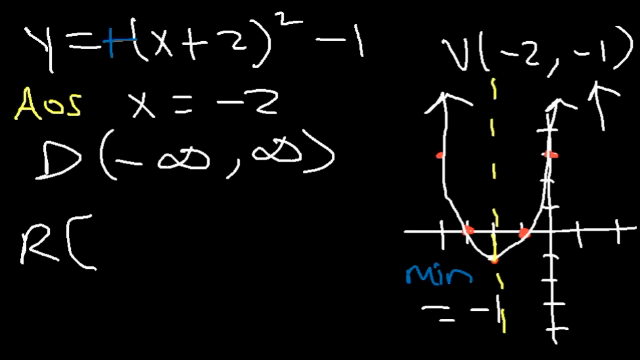 y = +(x+2)² - 1
V(-2, -1)
Aos x = -2
D (-∞, ∞)
R[
min
= -1